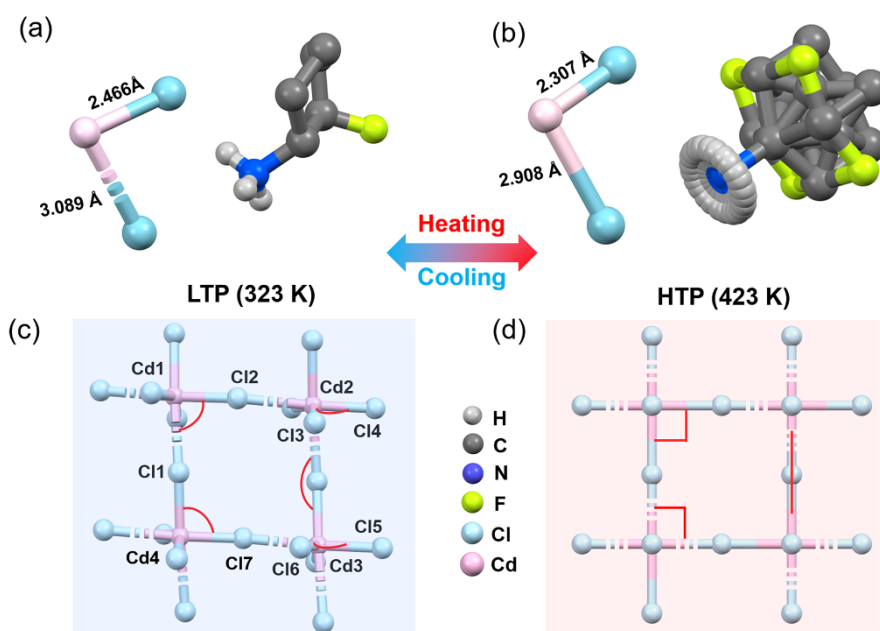 (a)
2.466Å
3.089 Å
(b)
2.307 Å
2.908 Å
Heating
Cooling
LTP (323 K)
HTP (423 K)
(c)
Cd1
Cl2
Cd2
Cl3
Cl4
Cl1
Cl5
Cd4
Cl7
Cl6
Cd3
H
C
N
F
Cl
Cd
(d)